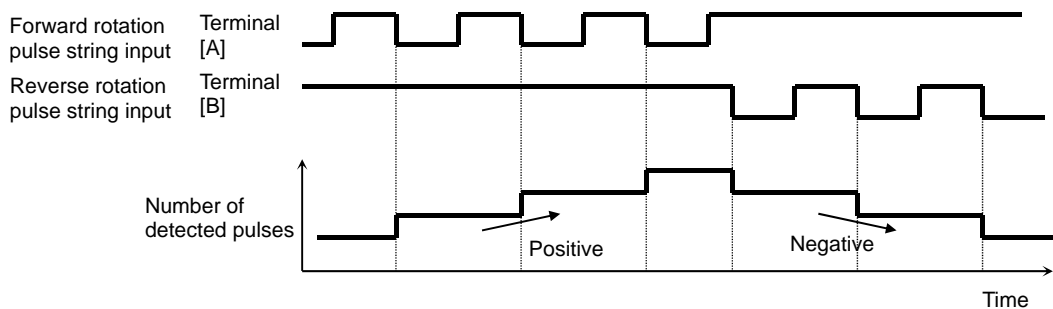 Forward rotation
pulse string input
Terminal
[A]
Reverse rotation
pulse string input
Terminal
[B]
Number of
detected pulses
Positive
Negative
Time